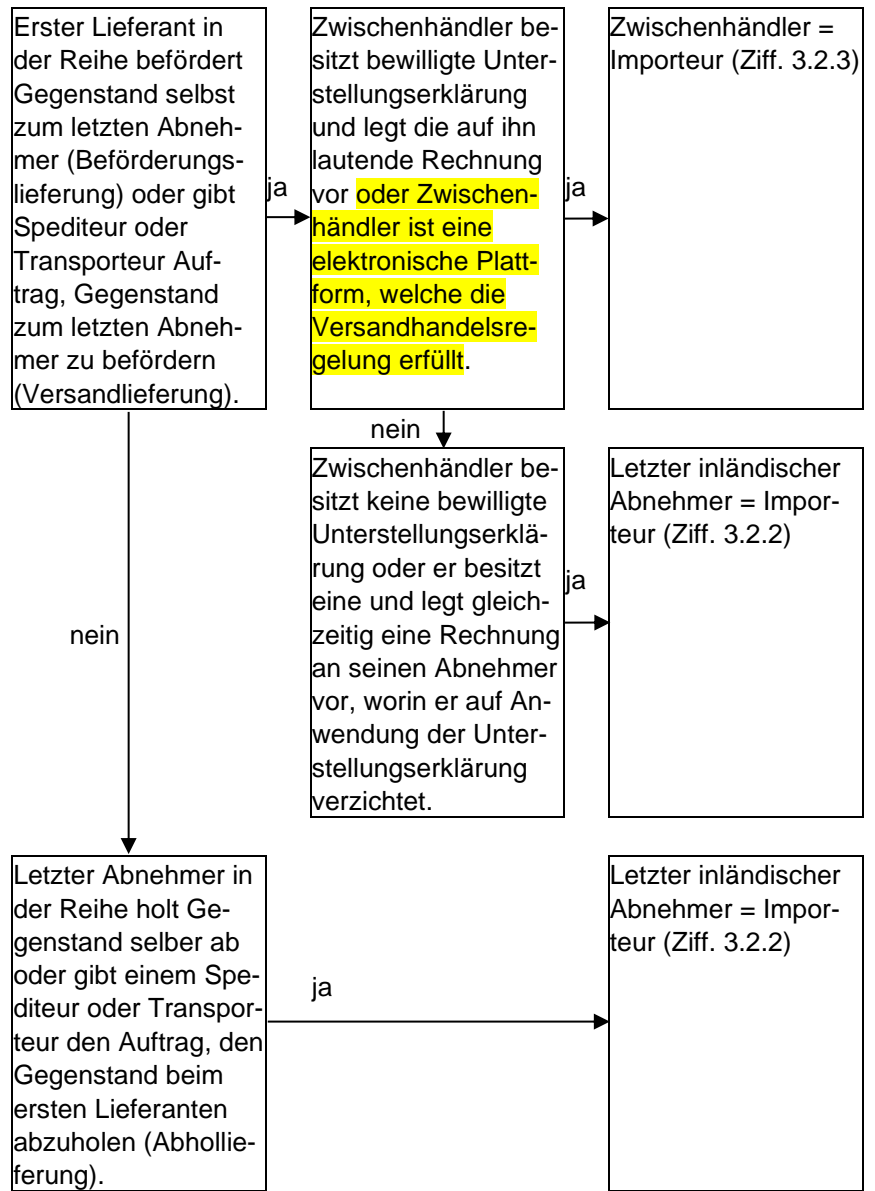 Erster Lieferant in
der Reihe befördert
Gegenstand selbst
zum letzten Abneh-
mer (Beförderungs-
lieferung) oder gibt
Spediteur oder
Transporteur Auf-
trag, Gegenstand
zum letzten Abneh-
mer zu befördern
(Versandlieferung).
ja
Zwischenhändler be-
sitzt bewilligte Unter-
stellungserklärung
und legt die auf ihn
lautende Rechnung
vor oder Zwischen-
händler ist eine
elektronische Platt-
form, welche die
Versandhandelsre-
gelung erfüllt.
ja
Zwischenhändler =
Importeur (Ziff. 3.2.3)
nein
Zwischenhändler be-
sitzt keine bewilligte
Unterstellungserklä-
rung oder er besitzt
eine und legt gleich-
zeitig eine Rechnung
an seinen Abnehmer
vor, worin er auf An-
wendung der Unter-
stellungserklärung
verzichtet.
ja
Letzter inländischer
Abnehmer = Impor-
teur (Ziff. 3.2.2)
nein
Letzter Abnehmer in
der Reihe holt Ge-
genstand selber ab
oder gibt einem Spe-
diteur oder Transpor-
teur den Auftrag, den
Gegenstand beim
ersten Lieferanten
abzuholen (Abhollie-
ferung).
ja
Letzter inländischer
Abnehmer = Impor-
teur (Ziff. 3.2.2)